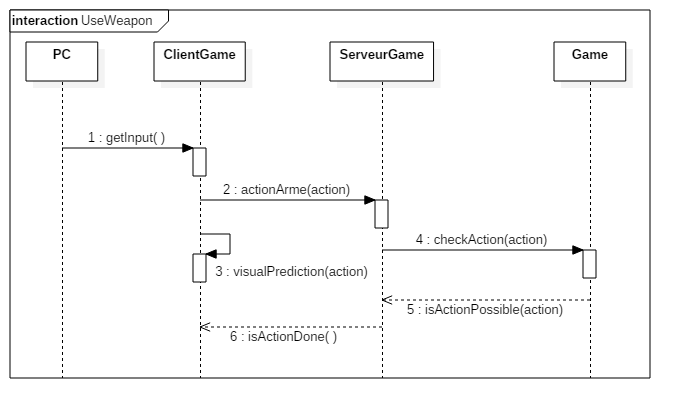 interaction UseWeapon
PC
ClientGame
ServeurGame
Game
1 : getInput( )
2 : actionArme(action)
4 : checkAction(action)
3 : visualPrediction(action)
5 : isActionPossible(action)
6 : isActionDone( )